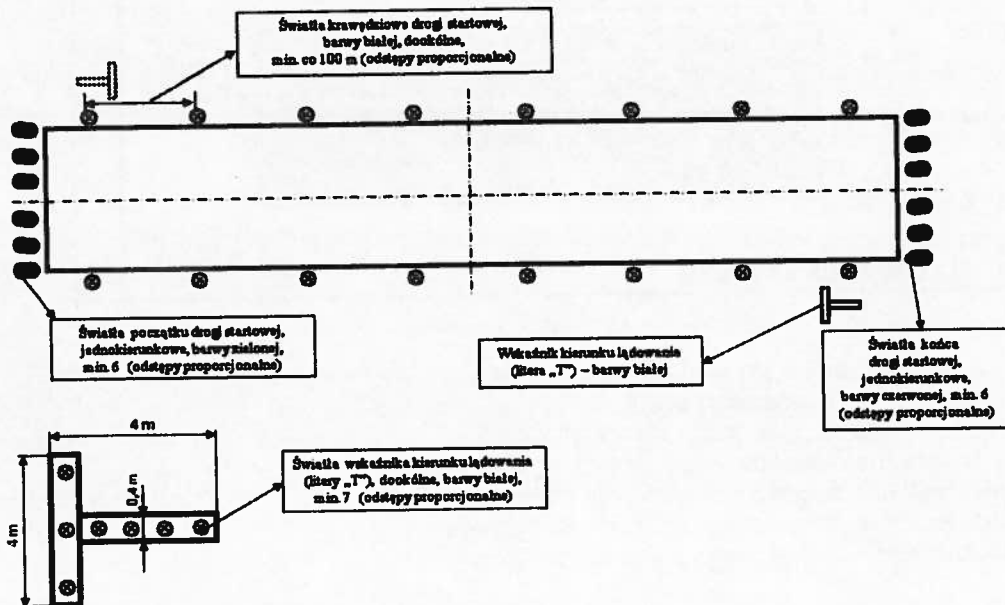 Światła krawędziowe drogi startowej,
barwy białej, dookólne,
min. co 100 m (odstępy proporcjonalne)
Światła początku drogi startowej,
jednokierunkowe, barwy zielonej,
min. 6 (odstępy proporcjonalne)
Wskaźnik kierunku lądowania
(litera „T”) – barwy białej
Światła końca
drogi startowej,
jednokierunkowe,
barwy czerwonej, min. 6
(odstępy proporcjonalne)
4 m
4 m
0,4 m
Światła wskaźnika kierunku lądowania
(litery „T”), dookólne, barwy białej,
min. 7 (odstępy proporcjonalne)